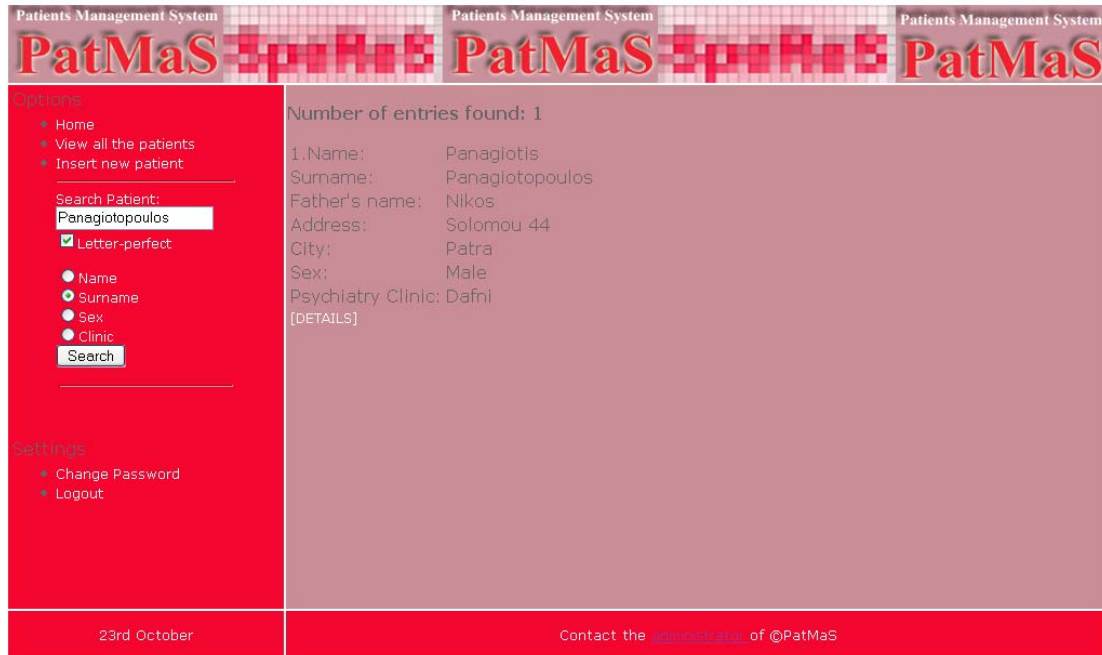 Patients Management System
PatMaS
Patients Management System
PatMaS
Patients Management System
PatMaS
Options
Home
View all the patients
Insert new patient
Search Patient:
Panagiotopoulos
Letter-perfect
Name
Surname
Sex
Clinic
Search
Settings
Change Password
Logout
Number of entries found: 1
1.Name: Panagiotis
Surname: Panagiotopoulos
Father's name: Nikos
Address: Solomou 44
City: Patra
Sex: Male
Psychiatry Clinic: Dafni
[DETAILS]
23rd October
Contact the administrator of ©PatMaS